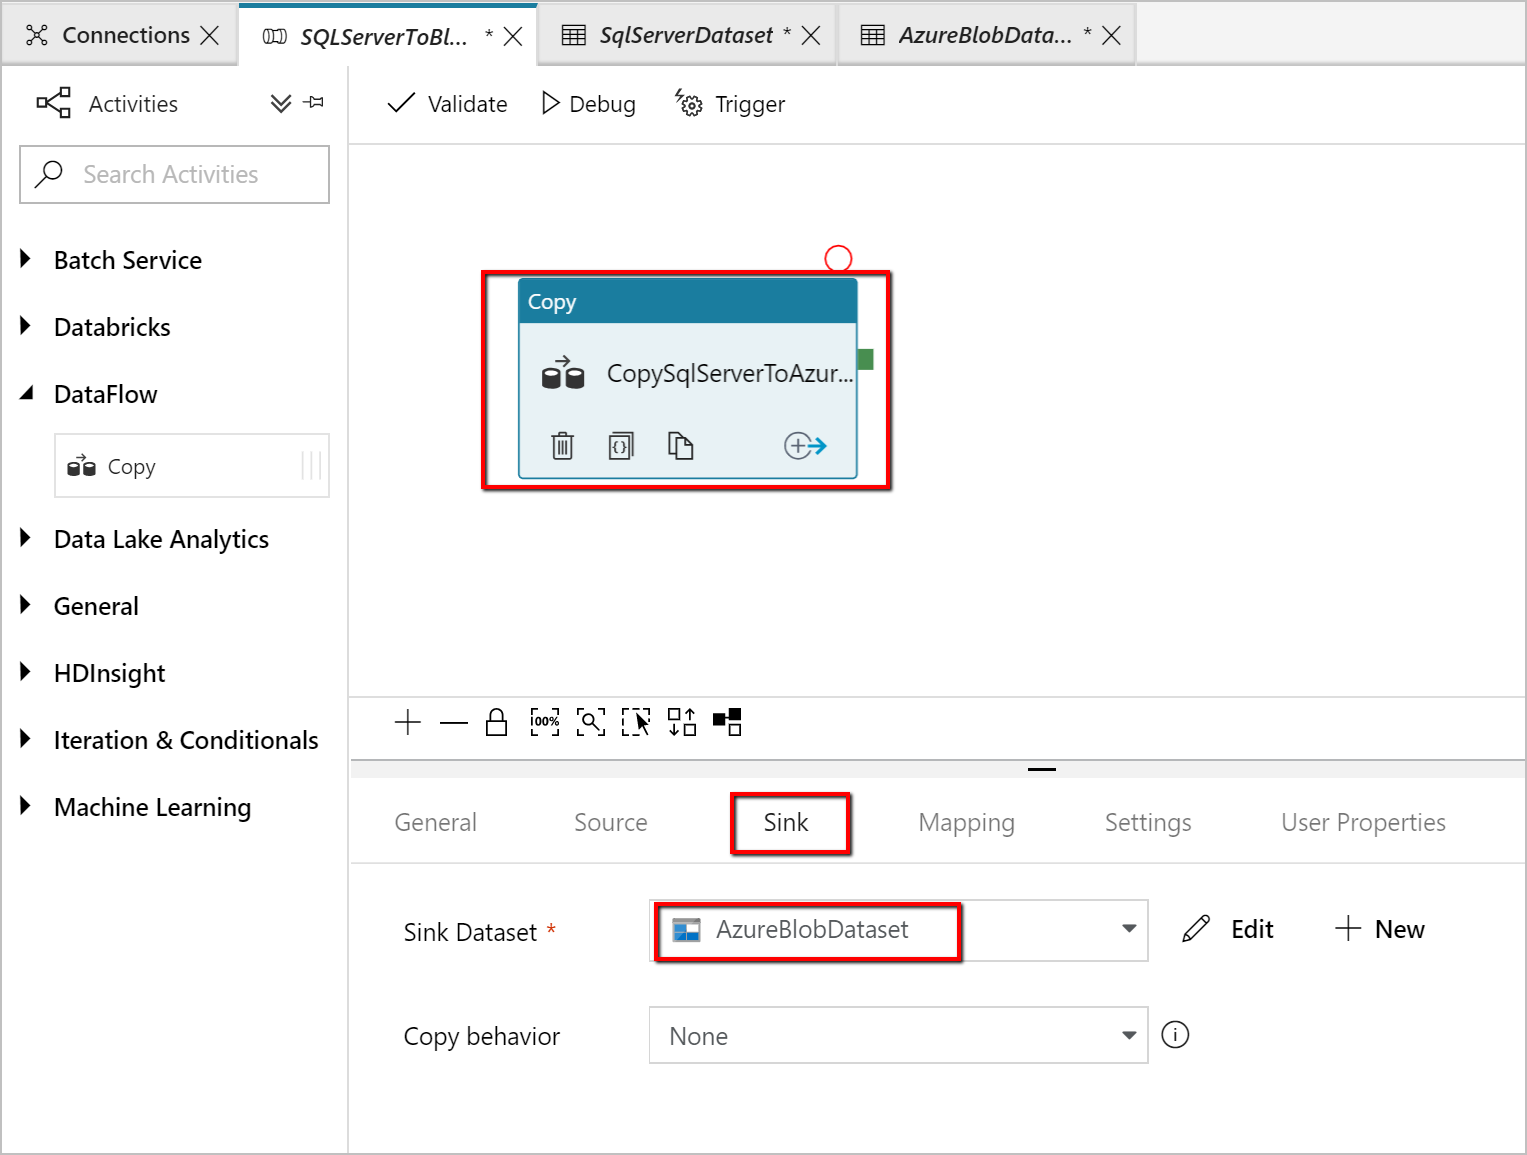 Connections
SQLServerToBl... *
SqlServerDataset *
AzureBlobData... *
Activities
Validate
Debug
Trigger
Search Activities
Batch Service
Databricks
DataFlow
Copy
Data Lake Analytics
General
HDInsight
Iteration & Conditionals
Machine Learning
Copy
CopySqlServerToAzur...
100%
General
Source
Sink
Mapping
Settings
User Properties
Sink Dataset *
AzureBlobDataset
Edit
New
Copy behavior
None